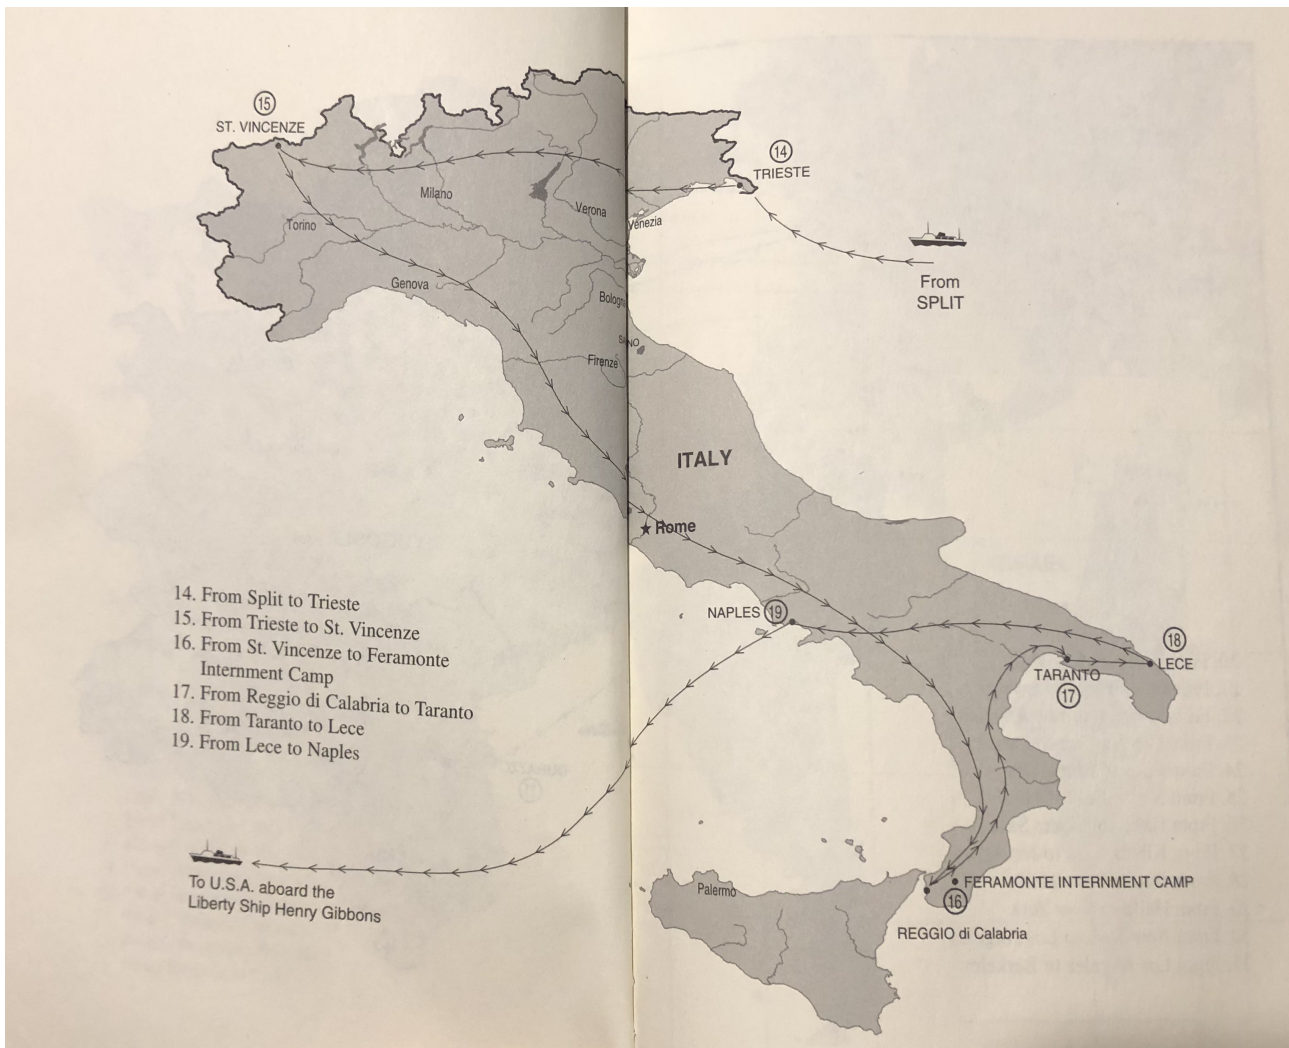 15
ST. VINCENZE
14
TRIESTE
Milano
Verona
Venezia
Torino
From
SPLIT
Genova
Bologn
Firenze
ITALY
Rome
14. From Split to Trieste
15. From Trieste to St. Vincenze
16. From St. Vincenze to Feramonte
Internment Camp
17. From Reggio di Calabria to Taranto
18. From Taranto to Lece
19. From Lece to Naples
NAPLES 19
18
LECE
TARANTO
17
To U.S.A. aboard the
Liberty Ship Henry Gibbons
Palermo
FERAMONTE INTERNMENT CAMP
16
REGGIO di Calabria